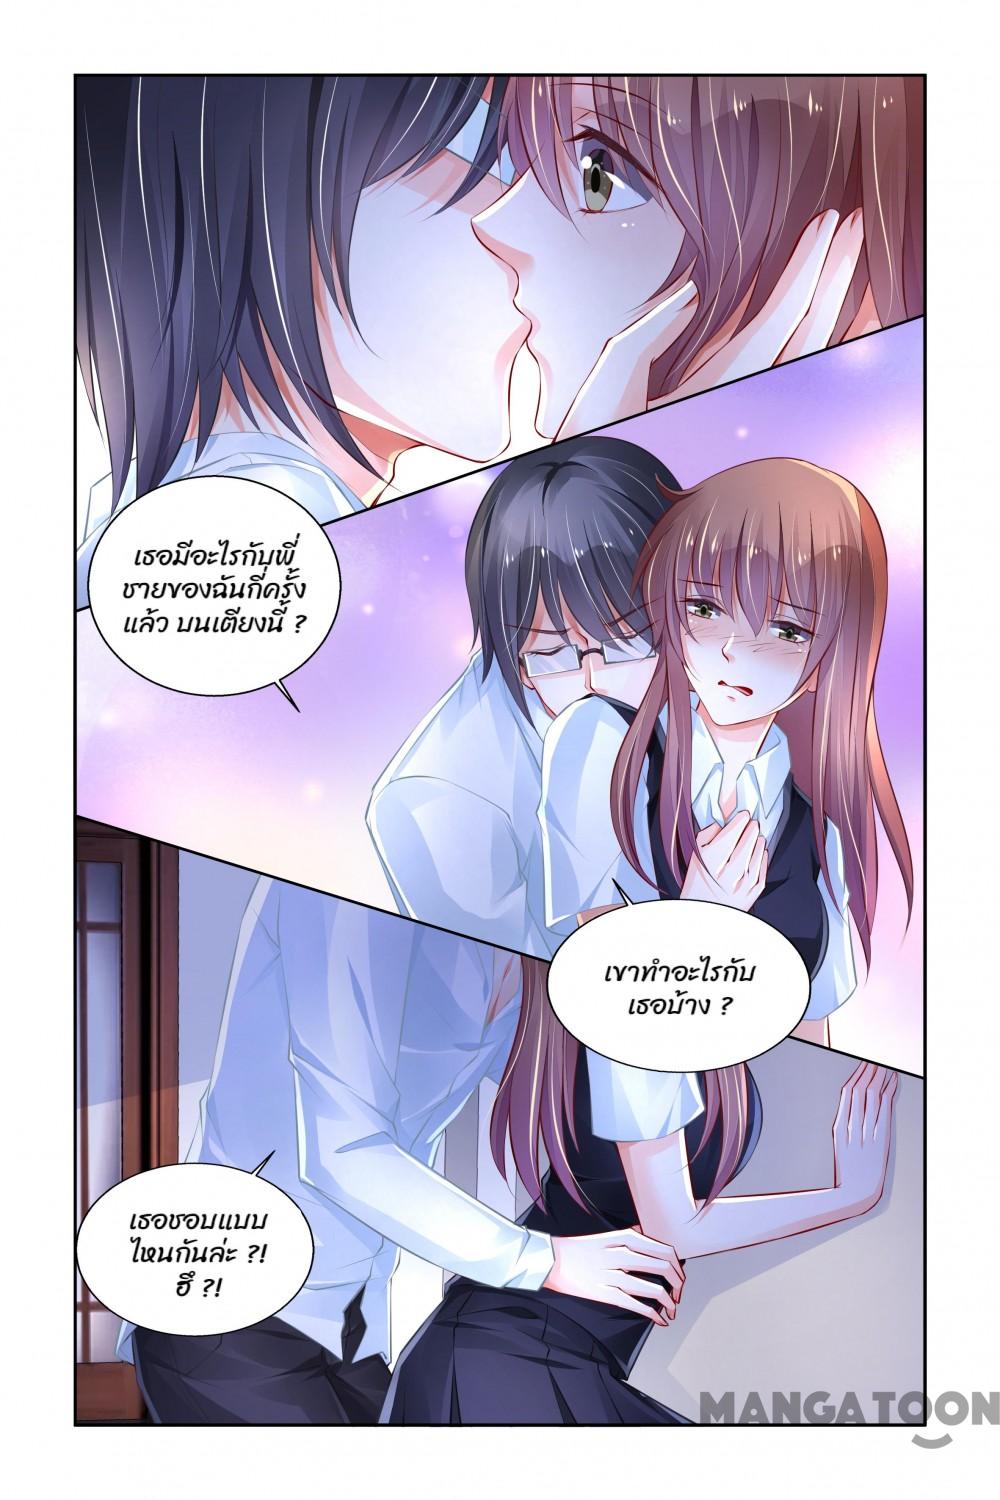 เธอมีอะไรกับพี่
ชายของฉันกี่ครั้ง
แล้ว บนเตียงนี้ ?
เขาทำอะไรกับ
เธอบ้าง ?
เธอชอบแบบ
ไหนกันล่ะ ?!
ฮึ ?!
MANGATOON